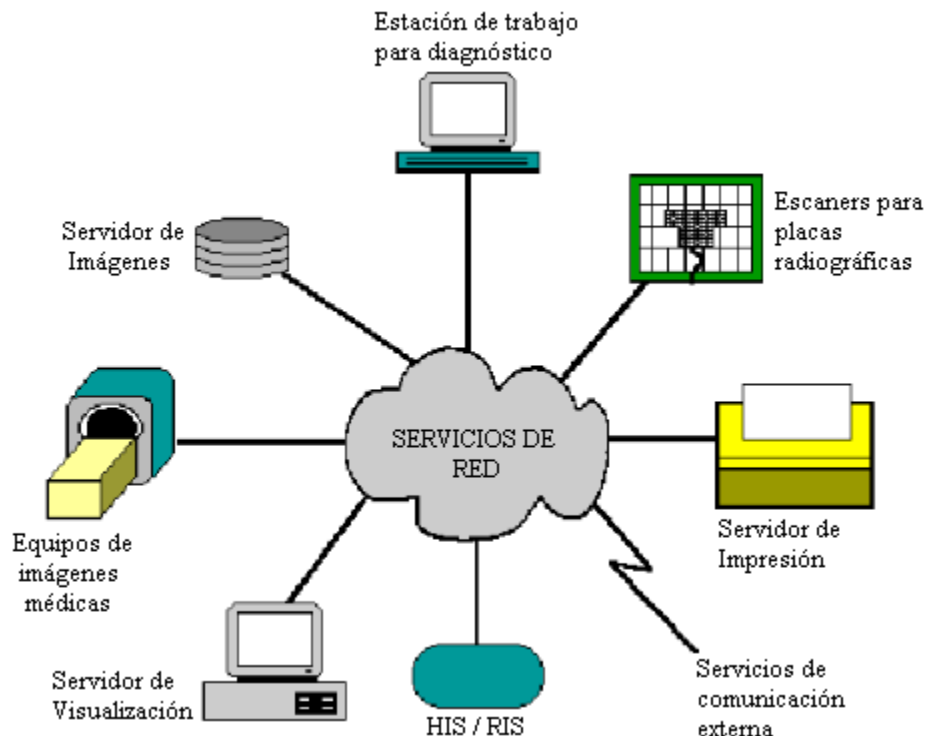 Estación de trabajo
para diagnóstico
Escaners para
placas
radiográficas
Servidor de
Imágenes
SERVICIOS DE
RED
Equipos de
imágenes
médicas
Servidor de
Impresión
Servidor de
Visualización
HIS / RIS
Servicios de
comunicación
externa